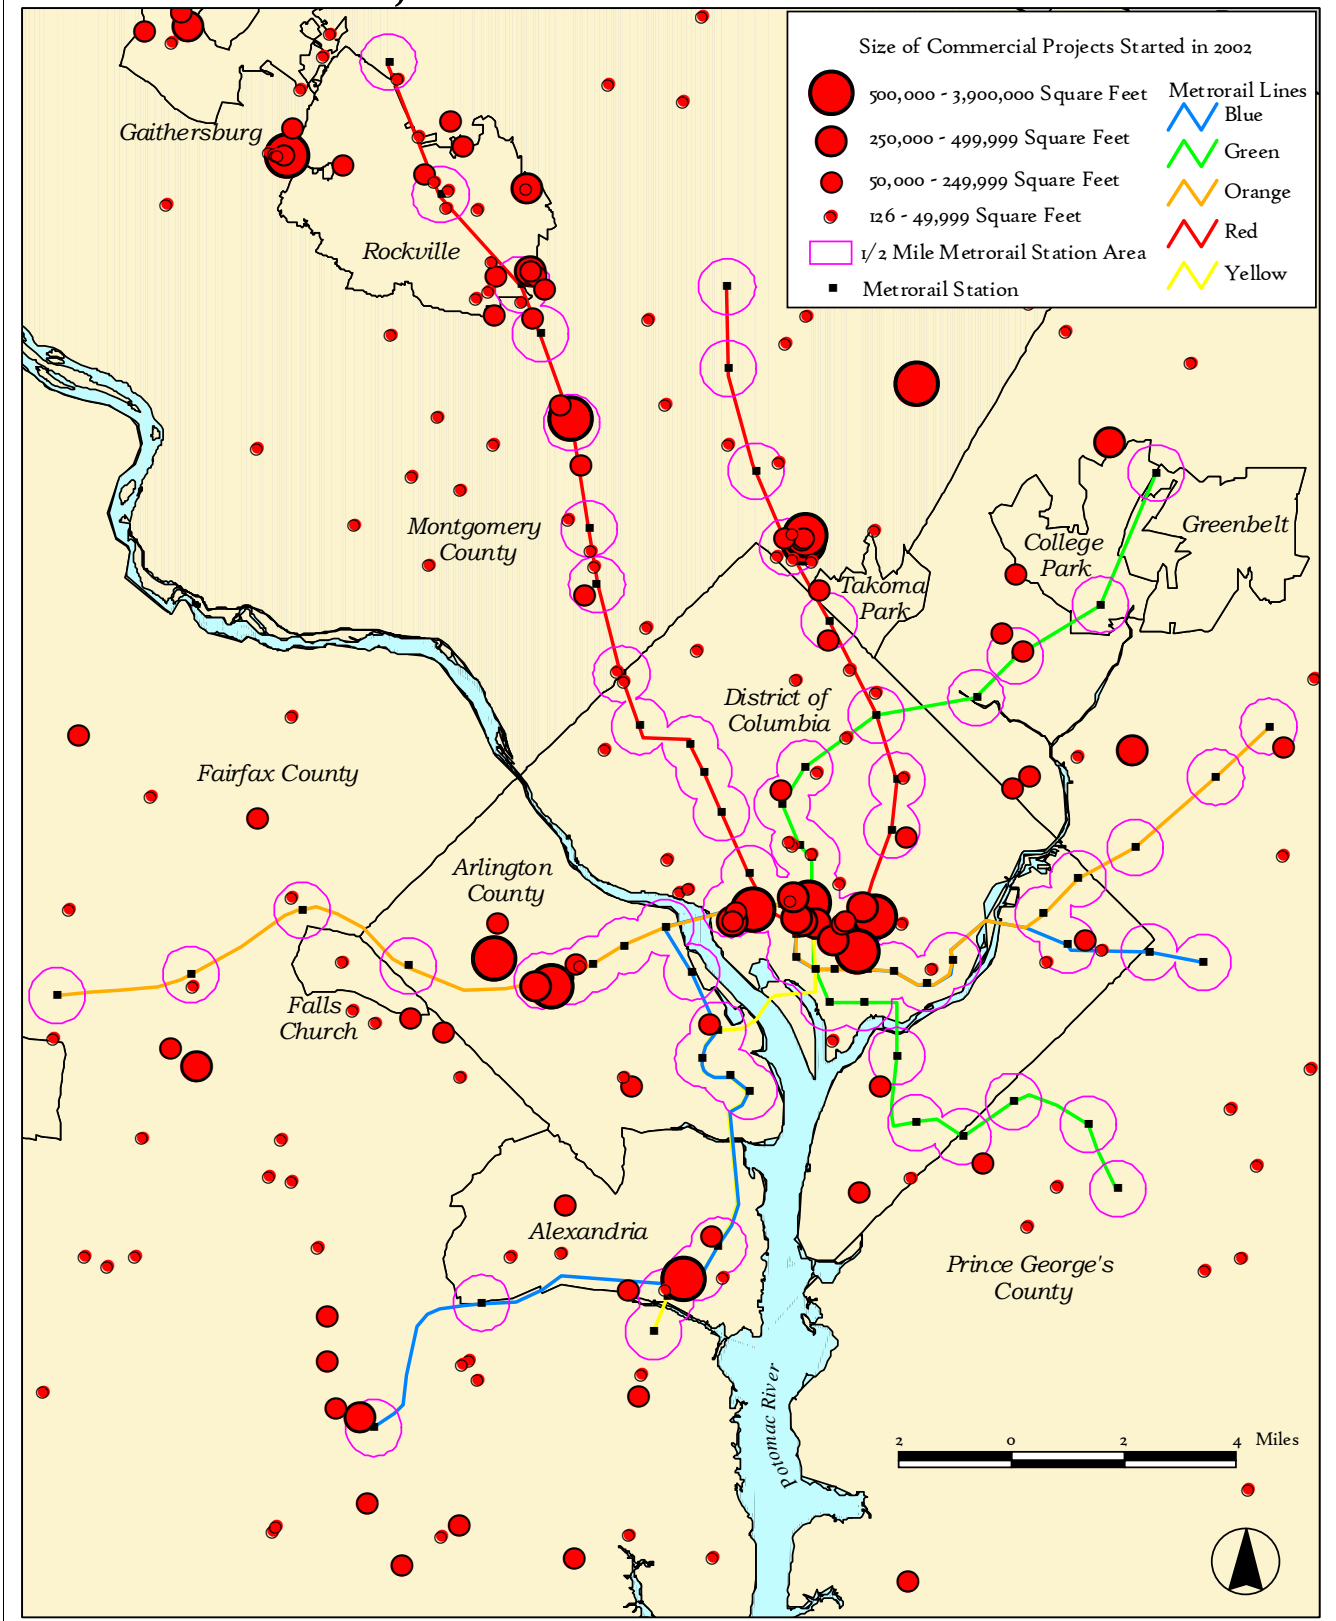 Size of Commercial Projects Started in 2002
500,000 - 3,900,000 Square Feet
250,000 - 499,999 Square Feet
50,000 - 249,999 Square Feet
126 - 49,999 Square Feet
1/2 Mile Metrorail Station Area
Metrorail Station
Metrorail Lines
Blue
Green
Orange
Red
Yellow
Gaithersburg
Rockville
Montgomery
County
College
Park
Greenbelt
Takoma
Park
District of
Columbia
Fairfax County
Arlington
County
Falls
Church
Alexandria
Prince George's
County
Potomac River
2 0 2 4 Miles